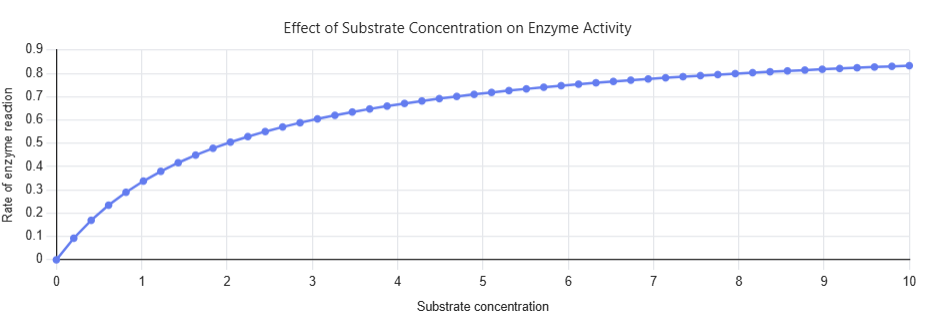 Effect of Substrate Concentration on Enzyme Activity
Rate of enzyme reaction
0.9
0.8
0.7
0.6
0.5
0.4
0.3
0.2
0.1
0
0 1 2 3 4 5 6 7 8 9 10
Substrate concentration